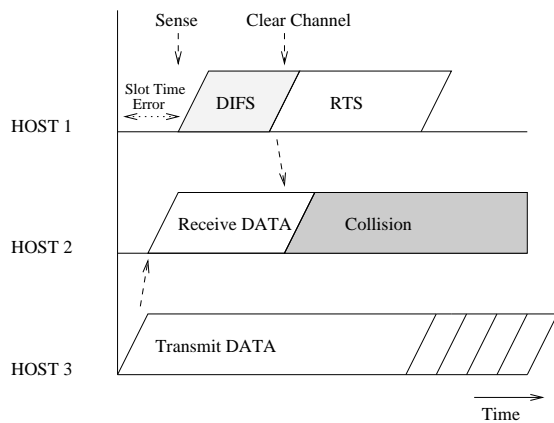 Sense
Clear Channel
Slot Time
Error
DIFS
RTS
HOST 1
Receive DATA
Collision
HOST 2
Transmit DATA
HOST 3
Time